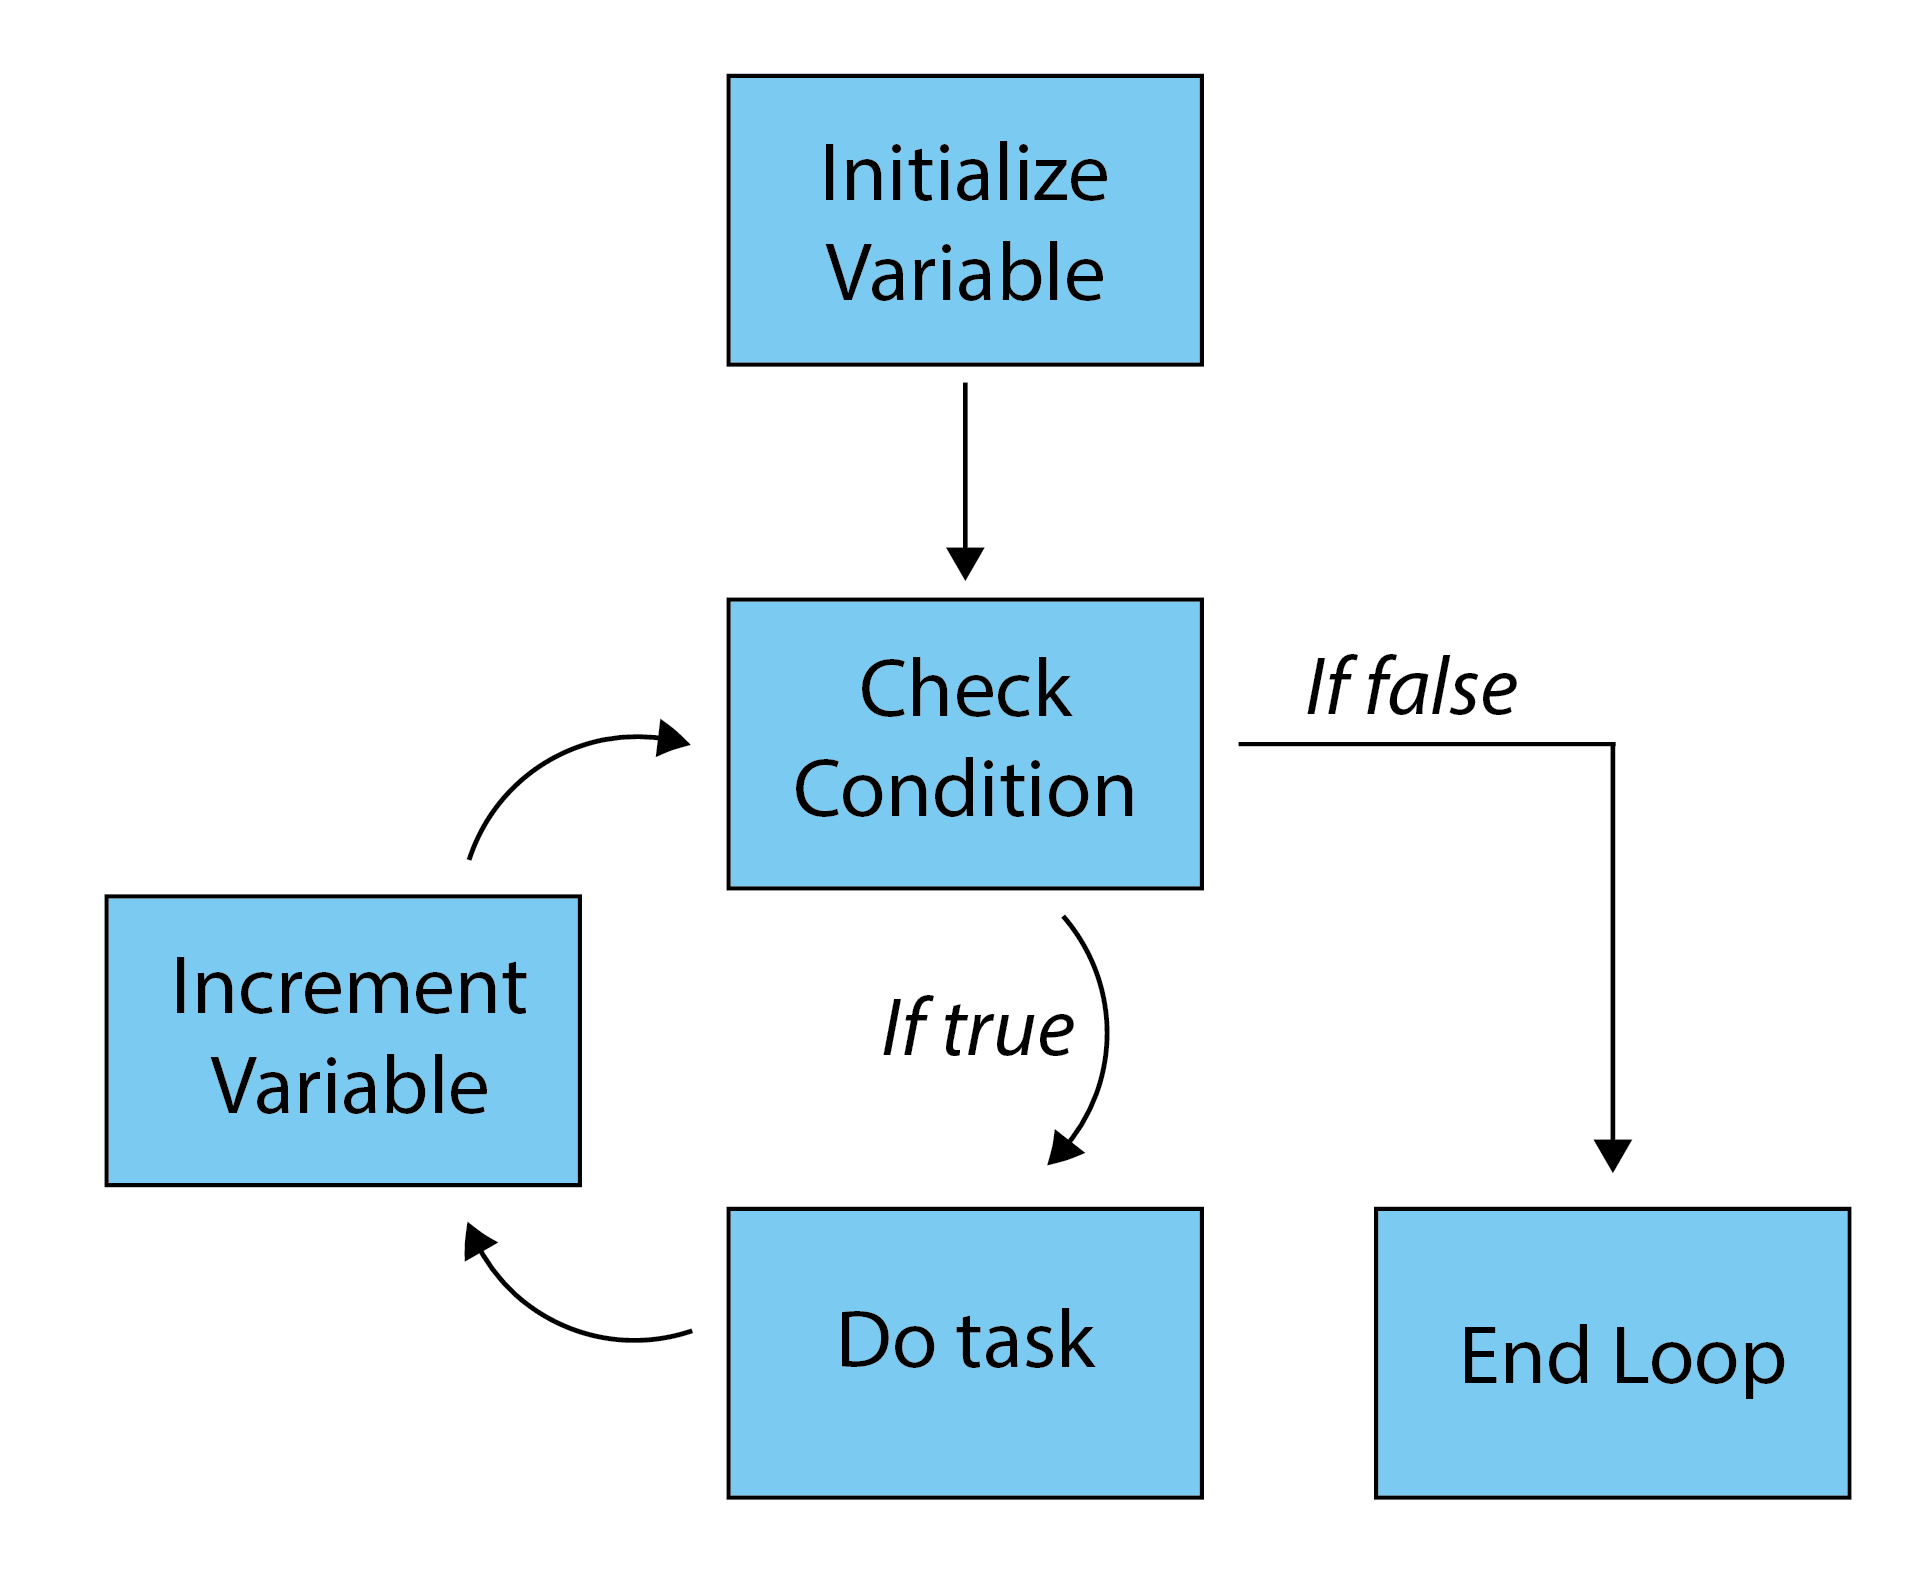 Initialize
Variable
Check
Condition
If false
Increment
Variable
If true
Do task
End Loop